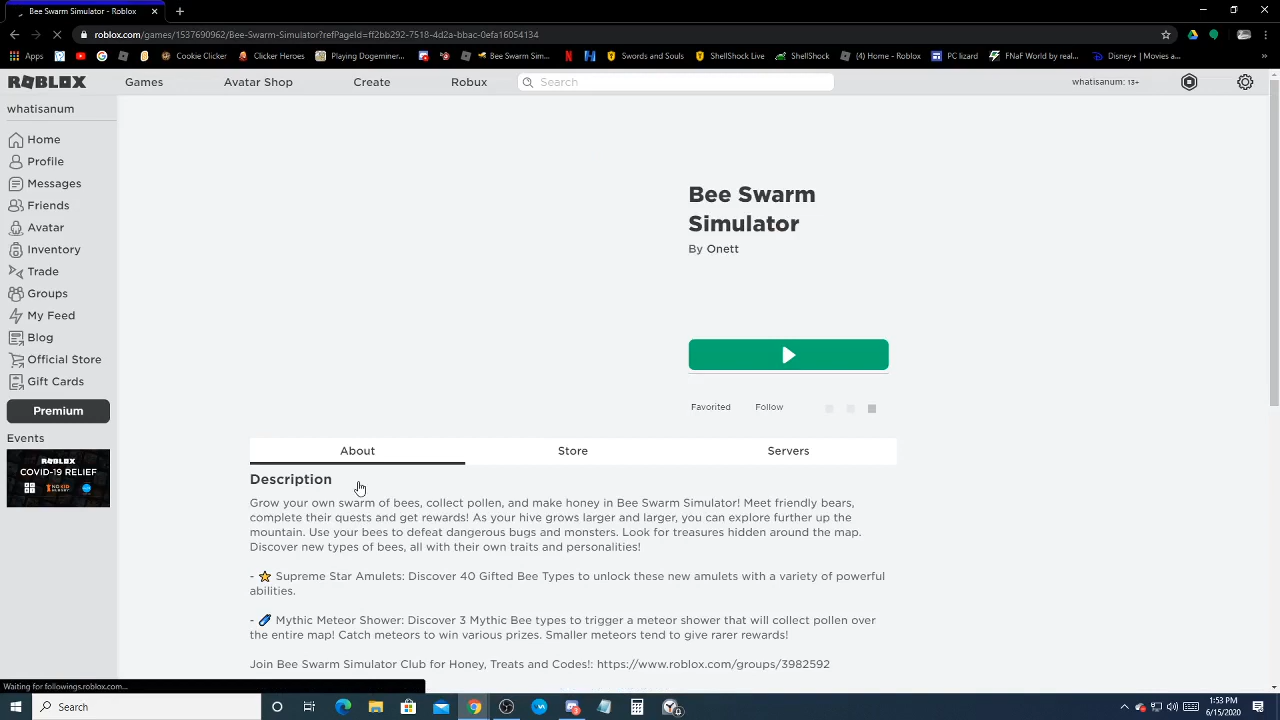 Bee Swarm Simulator - Roblox
roblox.com/games/1537690962/Bee-Swarm-Simulator?refPageId=ff2bb292-7518-4d2a-bbac-0efa16054134
Cookie Clicker
Clicker Heroes
Playing Dogeminer...
Bee Swarm Sim...
Swords and Souls
ShellShock Live
ShellShock
(4) Home - Roblox
PC lizard
FNaF World by real...
Disney+ | Movies a...
ROBLOX
Games
Avatar Shop
Create
Robux
Search
whatisanum: 13+
whatisanum
Home
Profile
Messages
Friends
Avatar
Inventory
Trade
Groups
My Feed
Blog
Official Store
Gift Cards
Premium
Events
ROBLOX
COVID-19 RELIEF
Bee Swarm
Simulator
By Onett
Favorited
Follow
About
Store
Servers
Description
Grow your own swarm of bees, collect pollen, and make honey in Bee Swarm Simulator! Meet friendly bears,
complete their quests and get rewards! As your hive grows larger and larger, you can explore further up the
mountain. Use your bees to defeat dangerous bugs and monsters. Look for treasures hidden around the map.
Discover new types of bees, all with their own traits and personalities!
- ⭐ Supreme Star Amulets: Discover 40 Gifted Bee Types to unlock these new amulets with a variety of powerful
abilities.
- Mythic Meteor Shower: Discover 3 Mythic Bee types to trigger a meteor shower that will collect pollen over
the entire map! Catch meteors to win various prizes. Smaller meteors tend to give rarer rewards!
Join Bee Swarm Simulator Club for Honey, Treats and Codes!: https://www.roblox.com/groups/3982592
Waiting for followings.roblox.com...
Search
1:53 PM
6/15/2020